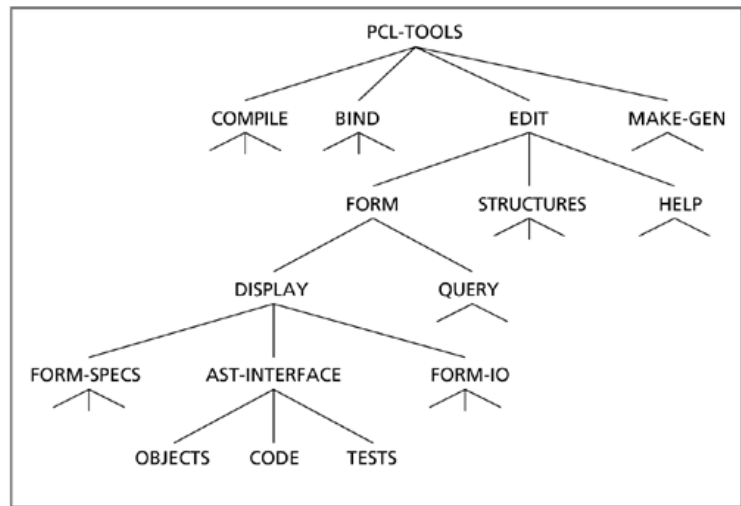 PCL-TOOLS
COMPILE BIND EDIT MAKE-GEN
FORM STRUCTURES HELP
DISPLAY QUERY
FORM-SPECS AST-INTERFACE FORM-IO
OBJECTS CODE TESTS